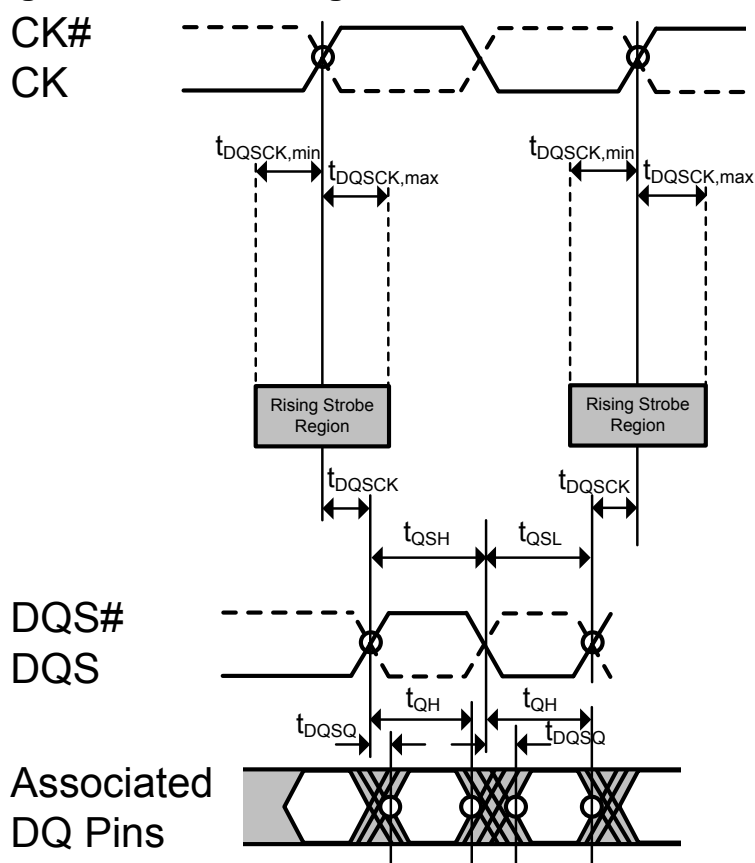 CK#
CK
tDQSCK,min
tDQSCK,max
tDQSCK,min
tDQSCK,max
Rising Strobe
Region
Rising Strobe
Region
tDQSCK
tDQSCK
tQSH
tQSL
DQS#
DQS
tQH
tQH
tDQSQ
tDQSQ
Associated
DQ Pins